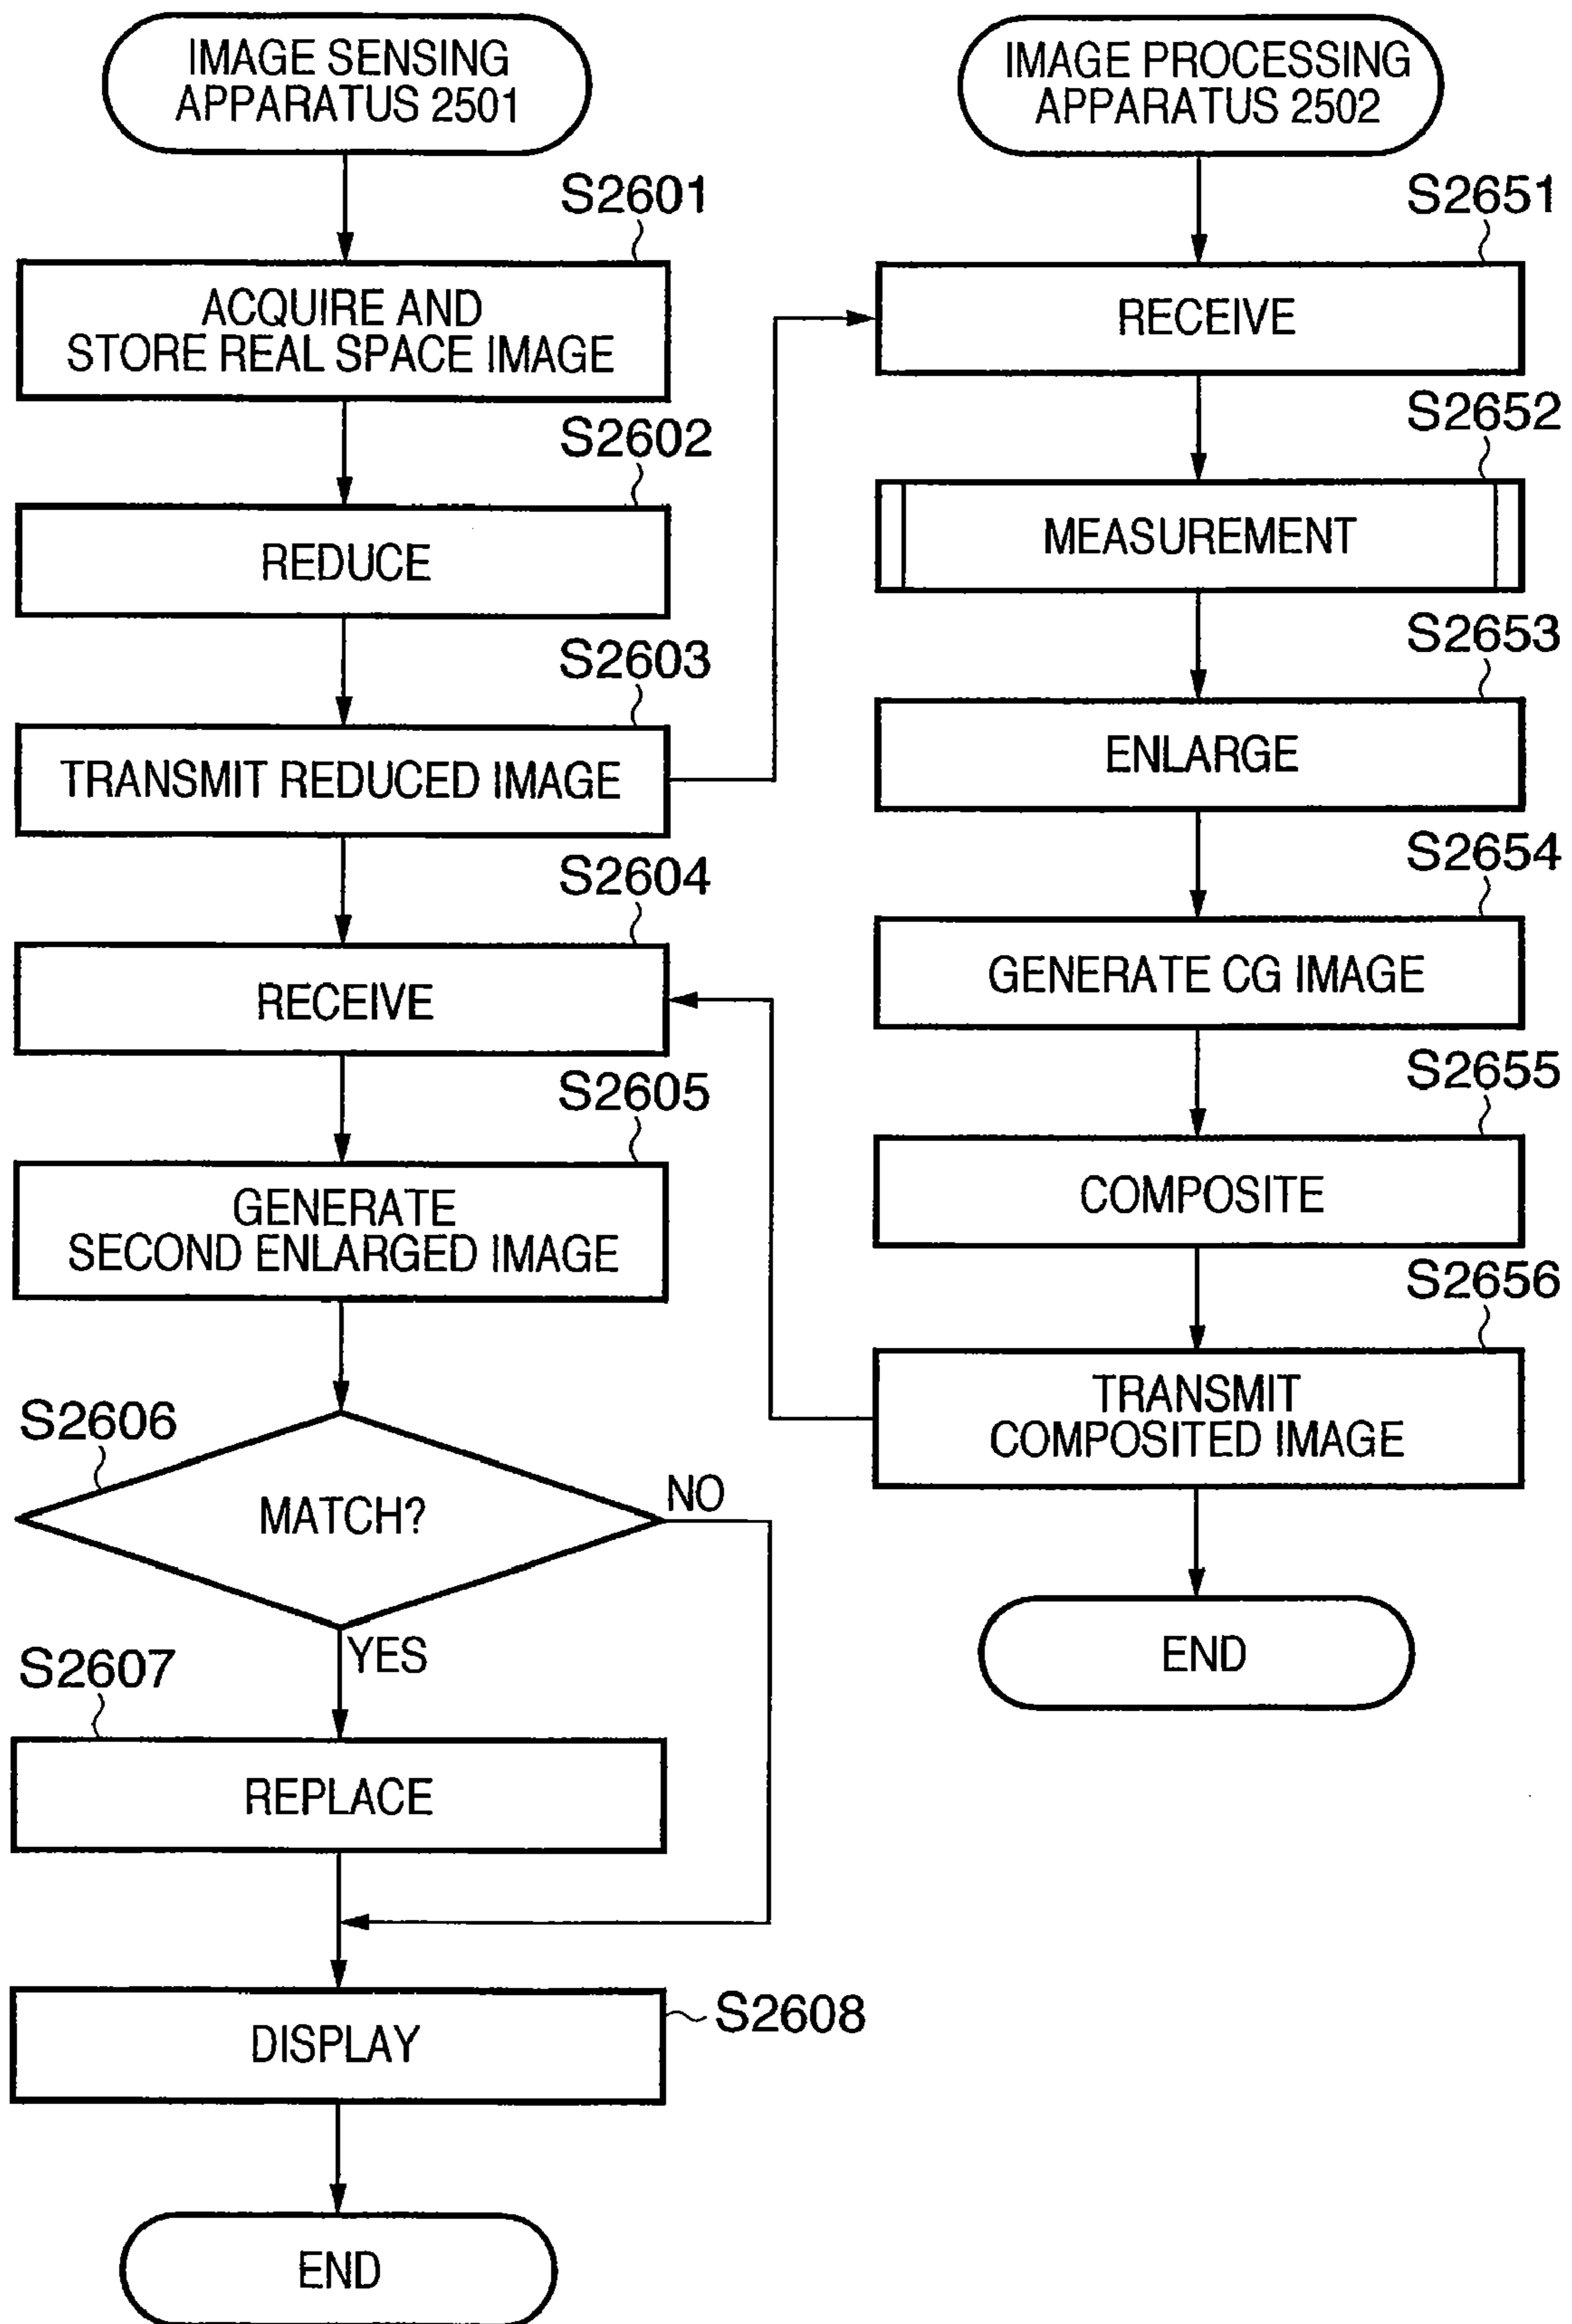 IMAGE SENSING
APPARATUS 2501
S2601
ACQUIRE AND
STORE REAL SPACE IMAGE
S2602
REDUCE
S2603
TRANSMIT REDUCED IMAGE
S2604
RECEIVE
S2605
GENERATE
SECOND ENLARGED IMAGE
S2606
MATCH?
NO
YES
S2607
REPLACE
S2608
DISPLAY
END
IMAGE PROCESSING
APPARATUS 2502
S2651
RECEIVE
S2652
MEASUREMENT
S2653
ENLARGE
S2654
GENERATE CG IMAGE
S2655
COMPOSITE
S2656
TRANSMIT
COMPOSITED IMAGE
END